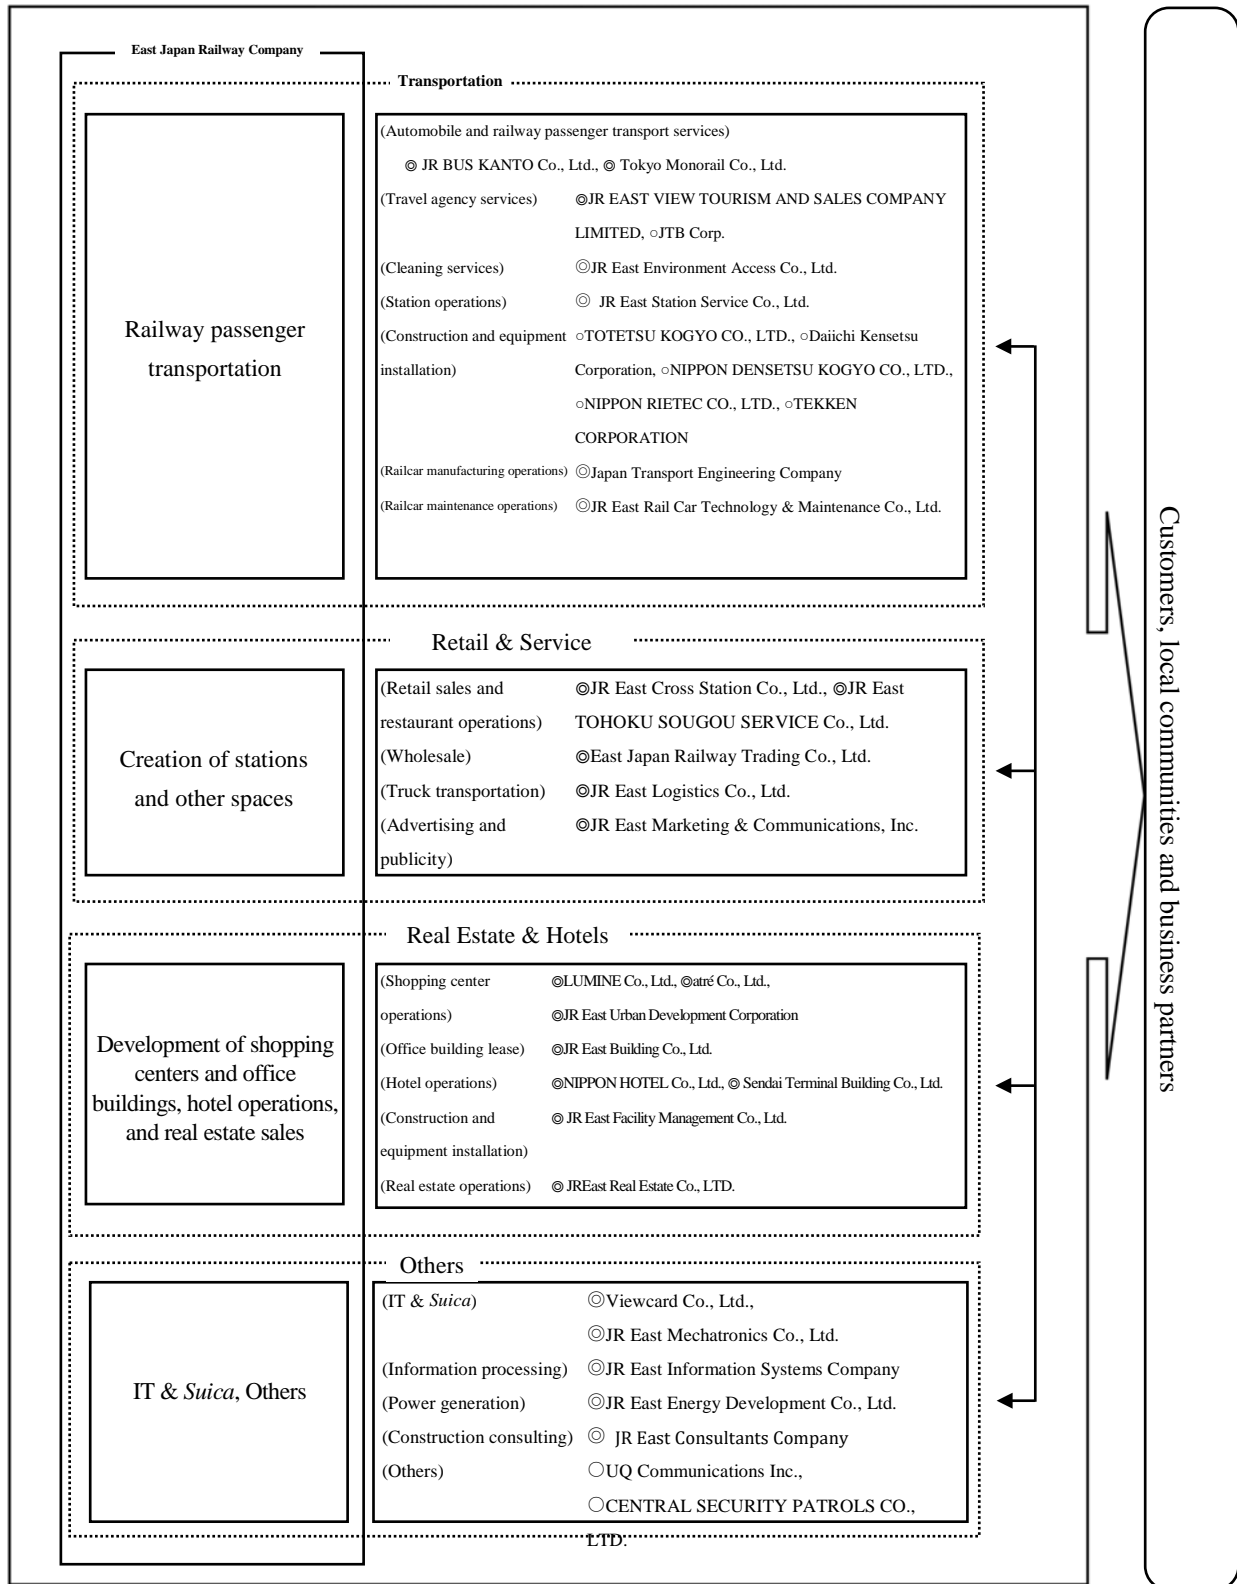 East Japan Railway Company
Transportation
Railway passenger
transportation
(Automobile and railway passenger transport services)
◎ JR BUS KANTO Co., Ltd., ◎ Tokyo Monorail Co., Ltd.
(Travel agency services) ◎JR EAST VIEW TOURISM AND SALES COMPANY
LIMITED, ○JTB Corp.
(Cleaning services) ◎JR East Environment Access Co., Ltd.
(Station operations) ◎ JR East Station Service Co., Ltd.
(Construction and equipment ○TOTETSU KOGYO CO., LTD., ○Daiichi Kensetsu
installation) Corporation, ○NIPPON DENSETSU KOGYO CO., LTD.,
○NIPPON RIETEC CO., LTD., ○TEKKEN
CORPORATION
(Railcar manufacturing operations) ◎Japan Transport Engineering Company
(Railcar maintenance operations) ◎JR East Rail Car Technology & Maintenance Co., Ltd.
Retail & Service
Creation of stations
and other spaces
(Retail sales and ◎JR East Cross Station Co., Ltd., ◎JR East
restaurant operations) TOHOKU SOUGOU SERVICE Co., Ltd.
(Wholesale) ◎East Japan Railway Trading Co., Ltd.
(Truck transportation) ◎JR East Logistics Co., Ltd.
(Advertising and ◎JR East Marketing & Communications, Inc.
publicity)
Real Estate & Hotels
Development of shopping
centers and office
buildings, hotel operations,
and real estate sales
(Shopping center ◎LUMINE Co., Ltd., ◎atré Co., Ltd.,
operations) ◎JR East Urban Development Corporation
(Office building lease) ◎JR East Building Co., Ltd.
(Hotel operations) ◎NIPPON HOTEL Co., Ltd., ◎ Sendai Terminal Building Co., Ltd.
(Construction and ◎ JR East Facility Management Co., Ltd.
equipment installation)
(Real estate operations) ◎ JREast Real Estate Co., LTD.
Others
IT & Suica, Others
(IT & Suica) ◎Viewcard Co., Ltd.,
◎JR East Mechatronics Co., Ltd.
(Information processing) ◎JR East Information Systems Company
(Power generation) ◎JR East Energy Development Co., Ltd.
(Construction consulting) ◎ JR East Consultants Company
(Others) ○UQ Communications Inc.,
○CENTRAL SECURITY PATROLS CO.,
LTD.
Customers, local communities and business partners